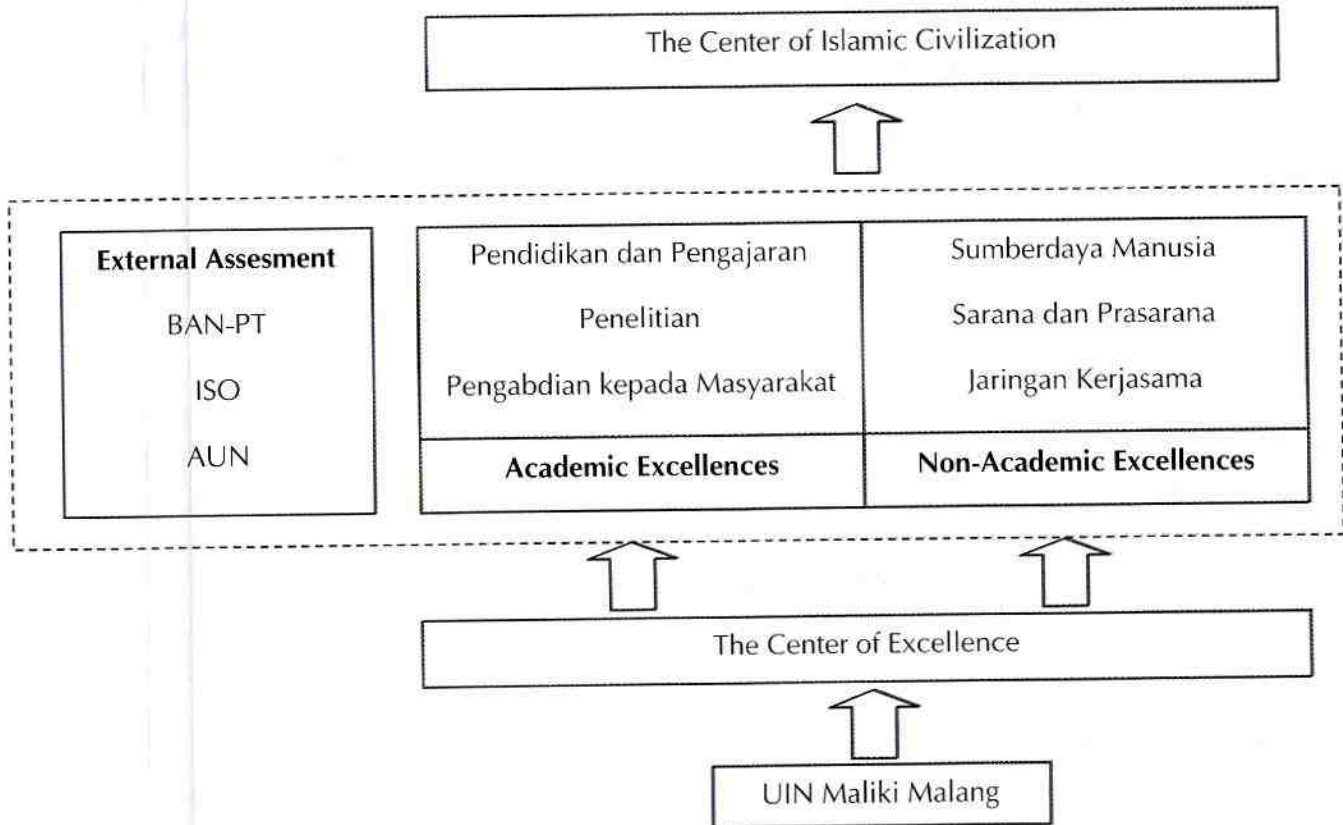 The Center of Islamic Civilization
External Assesment
BAN-PT
ISO
AUN
Pendidikan dan Pengajaran
Penelitian
Pengabdian kepada Masyarakat
Academic Excellences
Sumberdaya Manusia
Sarana dan Prasarana
Jaringan Kerjasama
Non-Academic Excellences
The Center of Excellence
UIN Maliki Malang